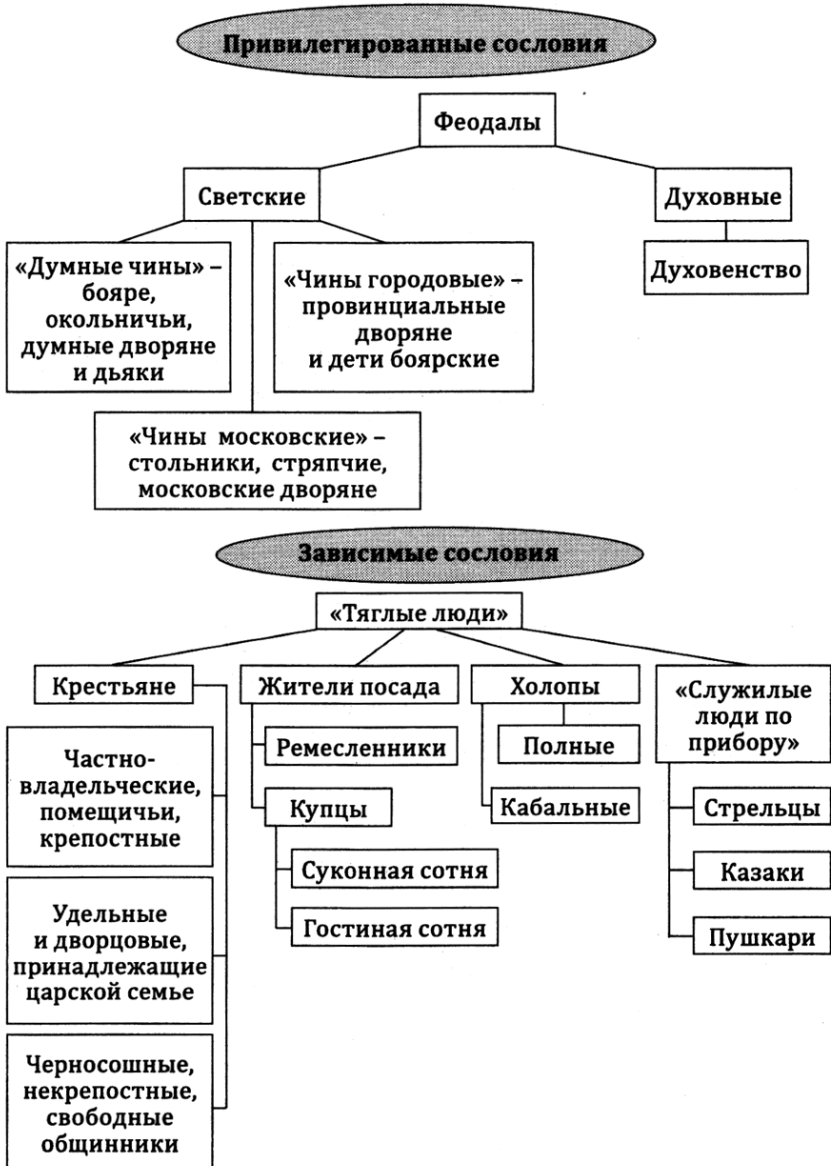 Привилегированные сословия
Феодалы
Светские
Духовные
«Думные чины» –
бояре,
окольничьи,
думные дворяне
и дьяки
«Чины городовые» –
провинциальные
дворяне
и дети боярские
Духовенство
«Чины московские» –
стольники, стряпчие,
московские дворяне
Зависимые сословия
«Тяглые люди»
Крестьяне
Частно-
владельческие,
помещичьи,
крепостные
Удельные
и дворцовые,
принадлежащие
царской семье
Черносошные,
некрепостные,
свободные
общинники
Жители посада
Ремесленники
Купцы
Суконная сотня
Гостиная сотня
Холопы
Полные
Кабальные
«Служилые
люди по
прибору»
Стрельцы
Казаки
Пушкари